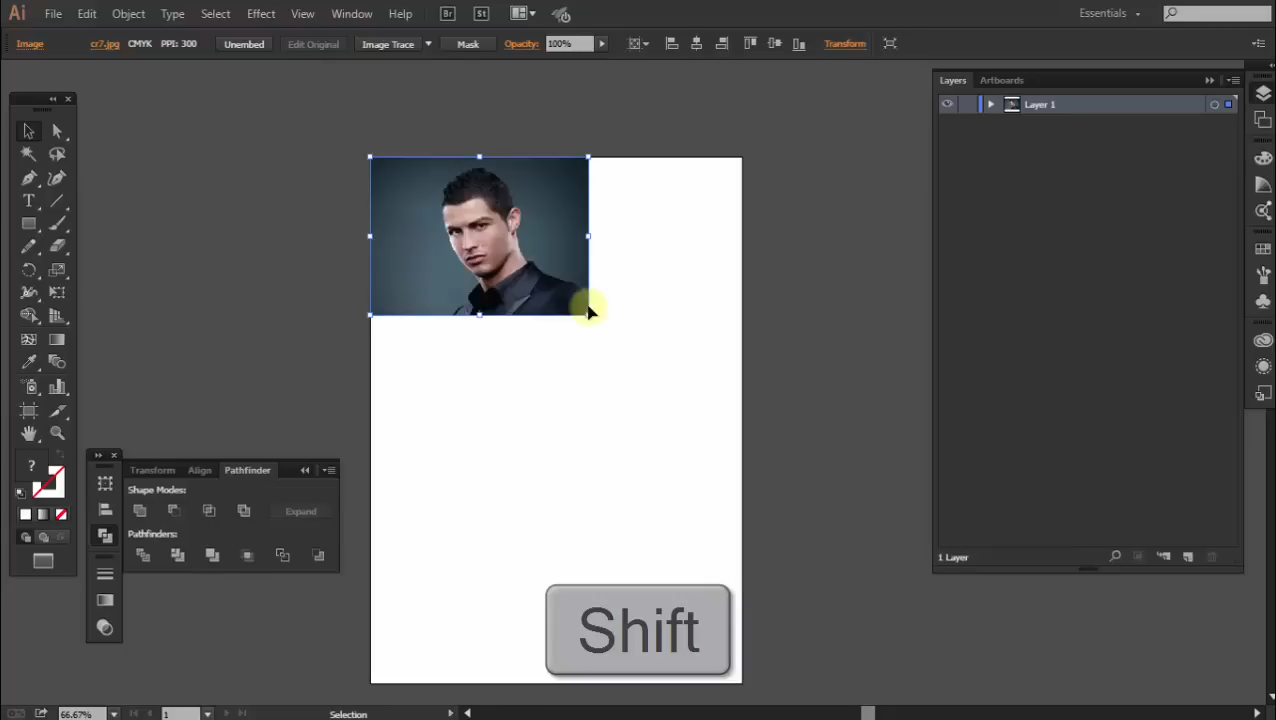 Ai File Edit Object Type Select Effect View Window Help Br St Essentials
Image cr7.jpg CMYK PPI: 300 Unembed Edit Original Image Trace Mask Opacity: 100% Transform
Layers Artboards
Layer 1
T
?
Transform Align Pathfinder
Shape Modes:
Expand
Pathfinders:
1 Layer
Shift
66.67% 1 Selection